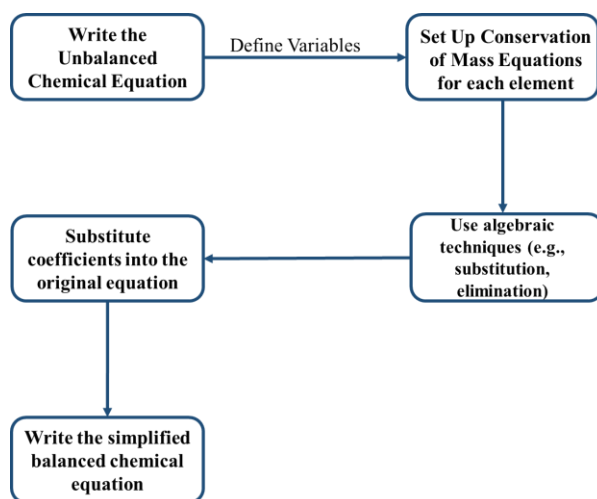 Write the
Unbalanced
Chemical Equation
Define Variables
Set Up Conservation
of Mass Equations
for each element
Use algebraic
techniques (e.g.,
substitution,
elimination)
Substitute
coefficients into the
original equation
Write the simplified
balanced chemical
equation